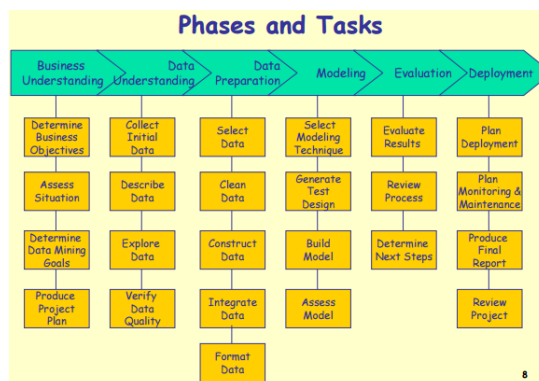 Phases and Tasks
Business
Understanding
Data
Understanding
Data
Preparation
Modeling
Evaluation
Deployment
Determine
Business
Objectives
Collect
Initial
Data
Select
Data
Select
Modeling
Technique
Evaluate
Results
Plan
Deployment
Assess
Situation
Describe
Data
Clean
Data
Generate
Test
Design
Review
Process
Plan
Monitoring &
Maintenance
Determine
Data Mining
Goals
Explore
Data
Construct
Data
Build
Model
Determine
Next Steps
Produce
Final
Report
Produce
Project
Plan
Verify
Data
Quality
Integrate
Data
Assess
Model
Review
Project
Format
Data
8